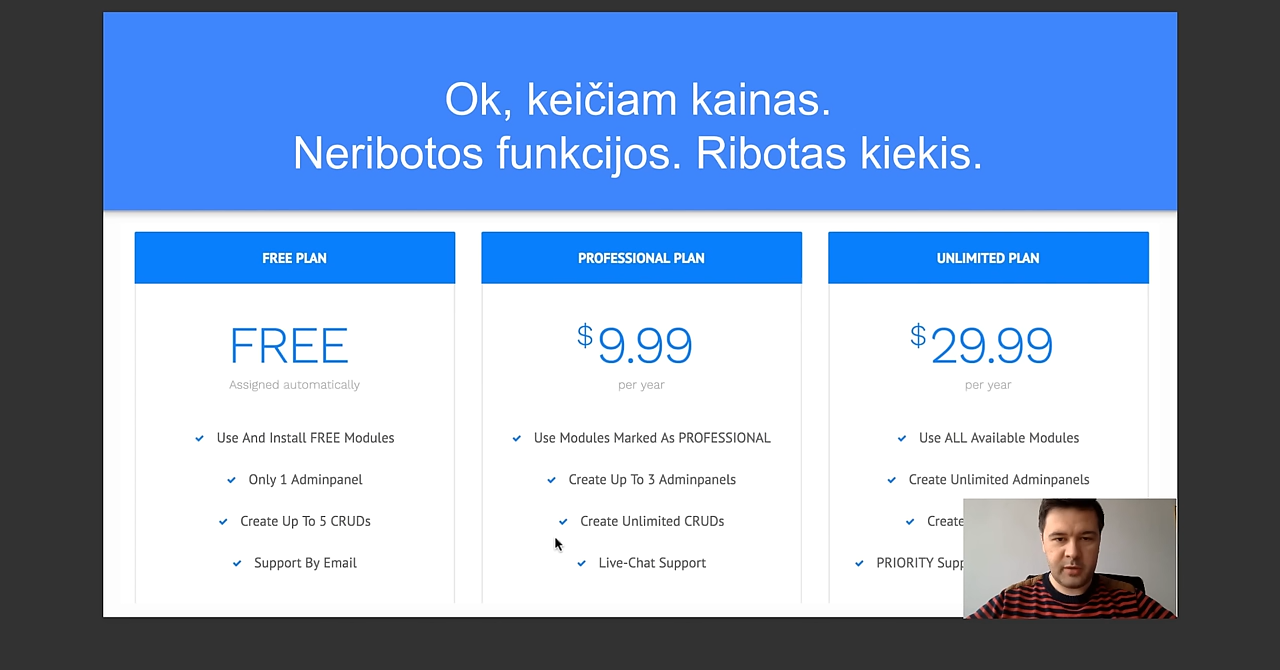 Ok, keičiam kainas.
Neribotos funkcijos. Ribotas kiekis.
FREE PLAN
FREE
Assigned automatically
Use And Install FREE Modules
Only 1 Adminpanel
Create Up To 5 CRUDs
Support By Email
PROFESSIONAL PLAN
$9.99
per year
Use Modules Marked As PROFESSIONAL
Create Up To 3 Adminpanels
Create Unlimited CRUDs
Live-Chat Support
UNLIMITED PLAN
$29.99
per year
Use ALL Available Modules
Create Unlimited Adminpanels
Create
PRIORITY